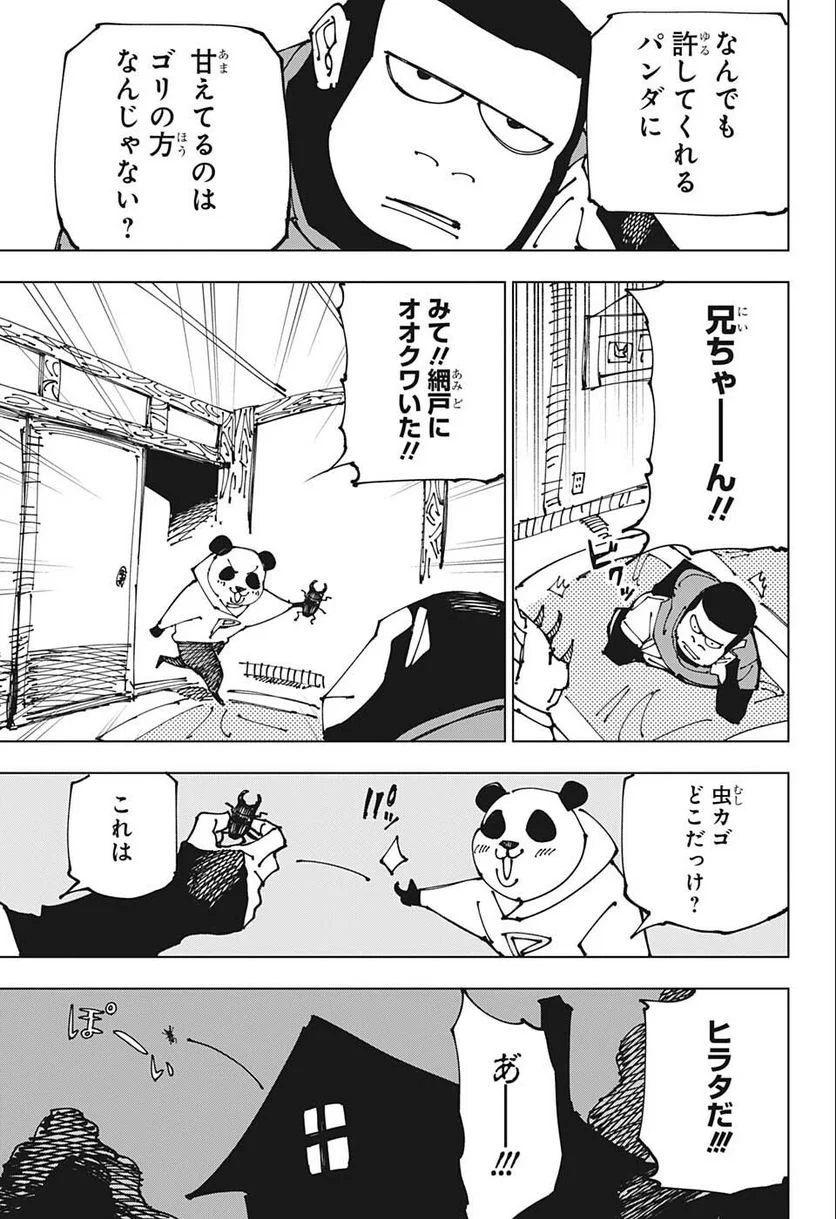 なんでも
許してくれる
パンダに
甘えてるのは
ゴリの方
なんじゃない?
兄ちゃーーん!!
ビクッ
みて!!網戸に
オオクワいた!!
虫カゴ
どこだっけ?
パッ
これは
ヒラタだ!!!
あ゛ーー!!!
ぽーい